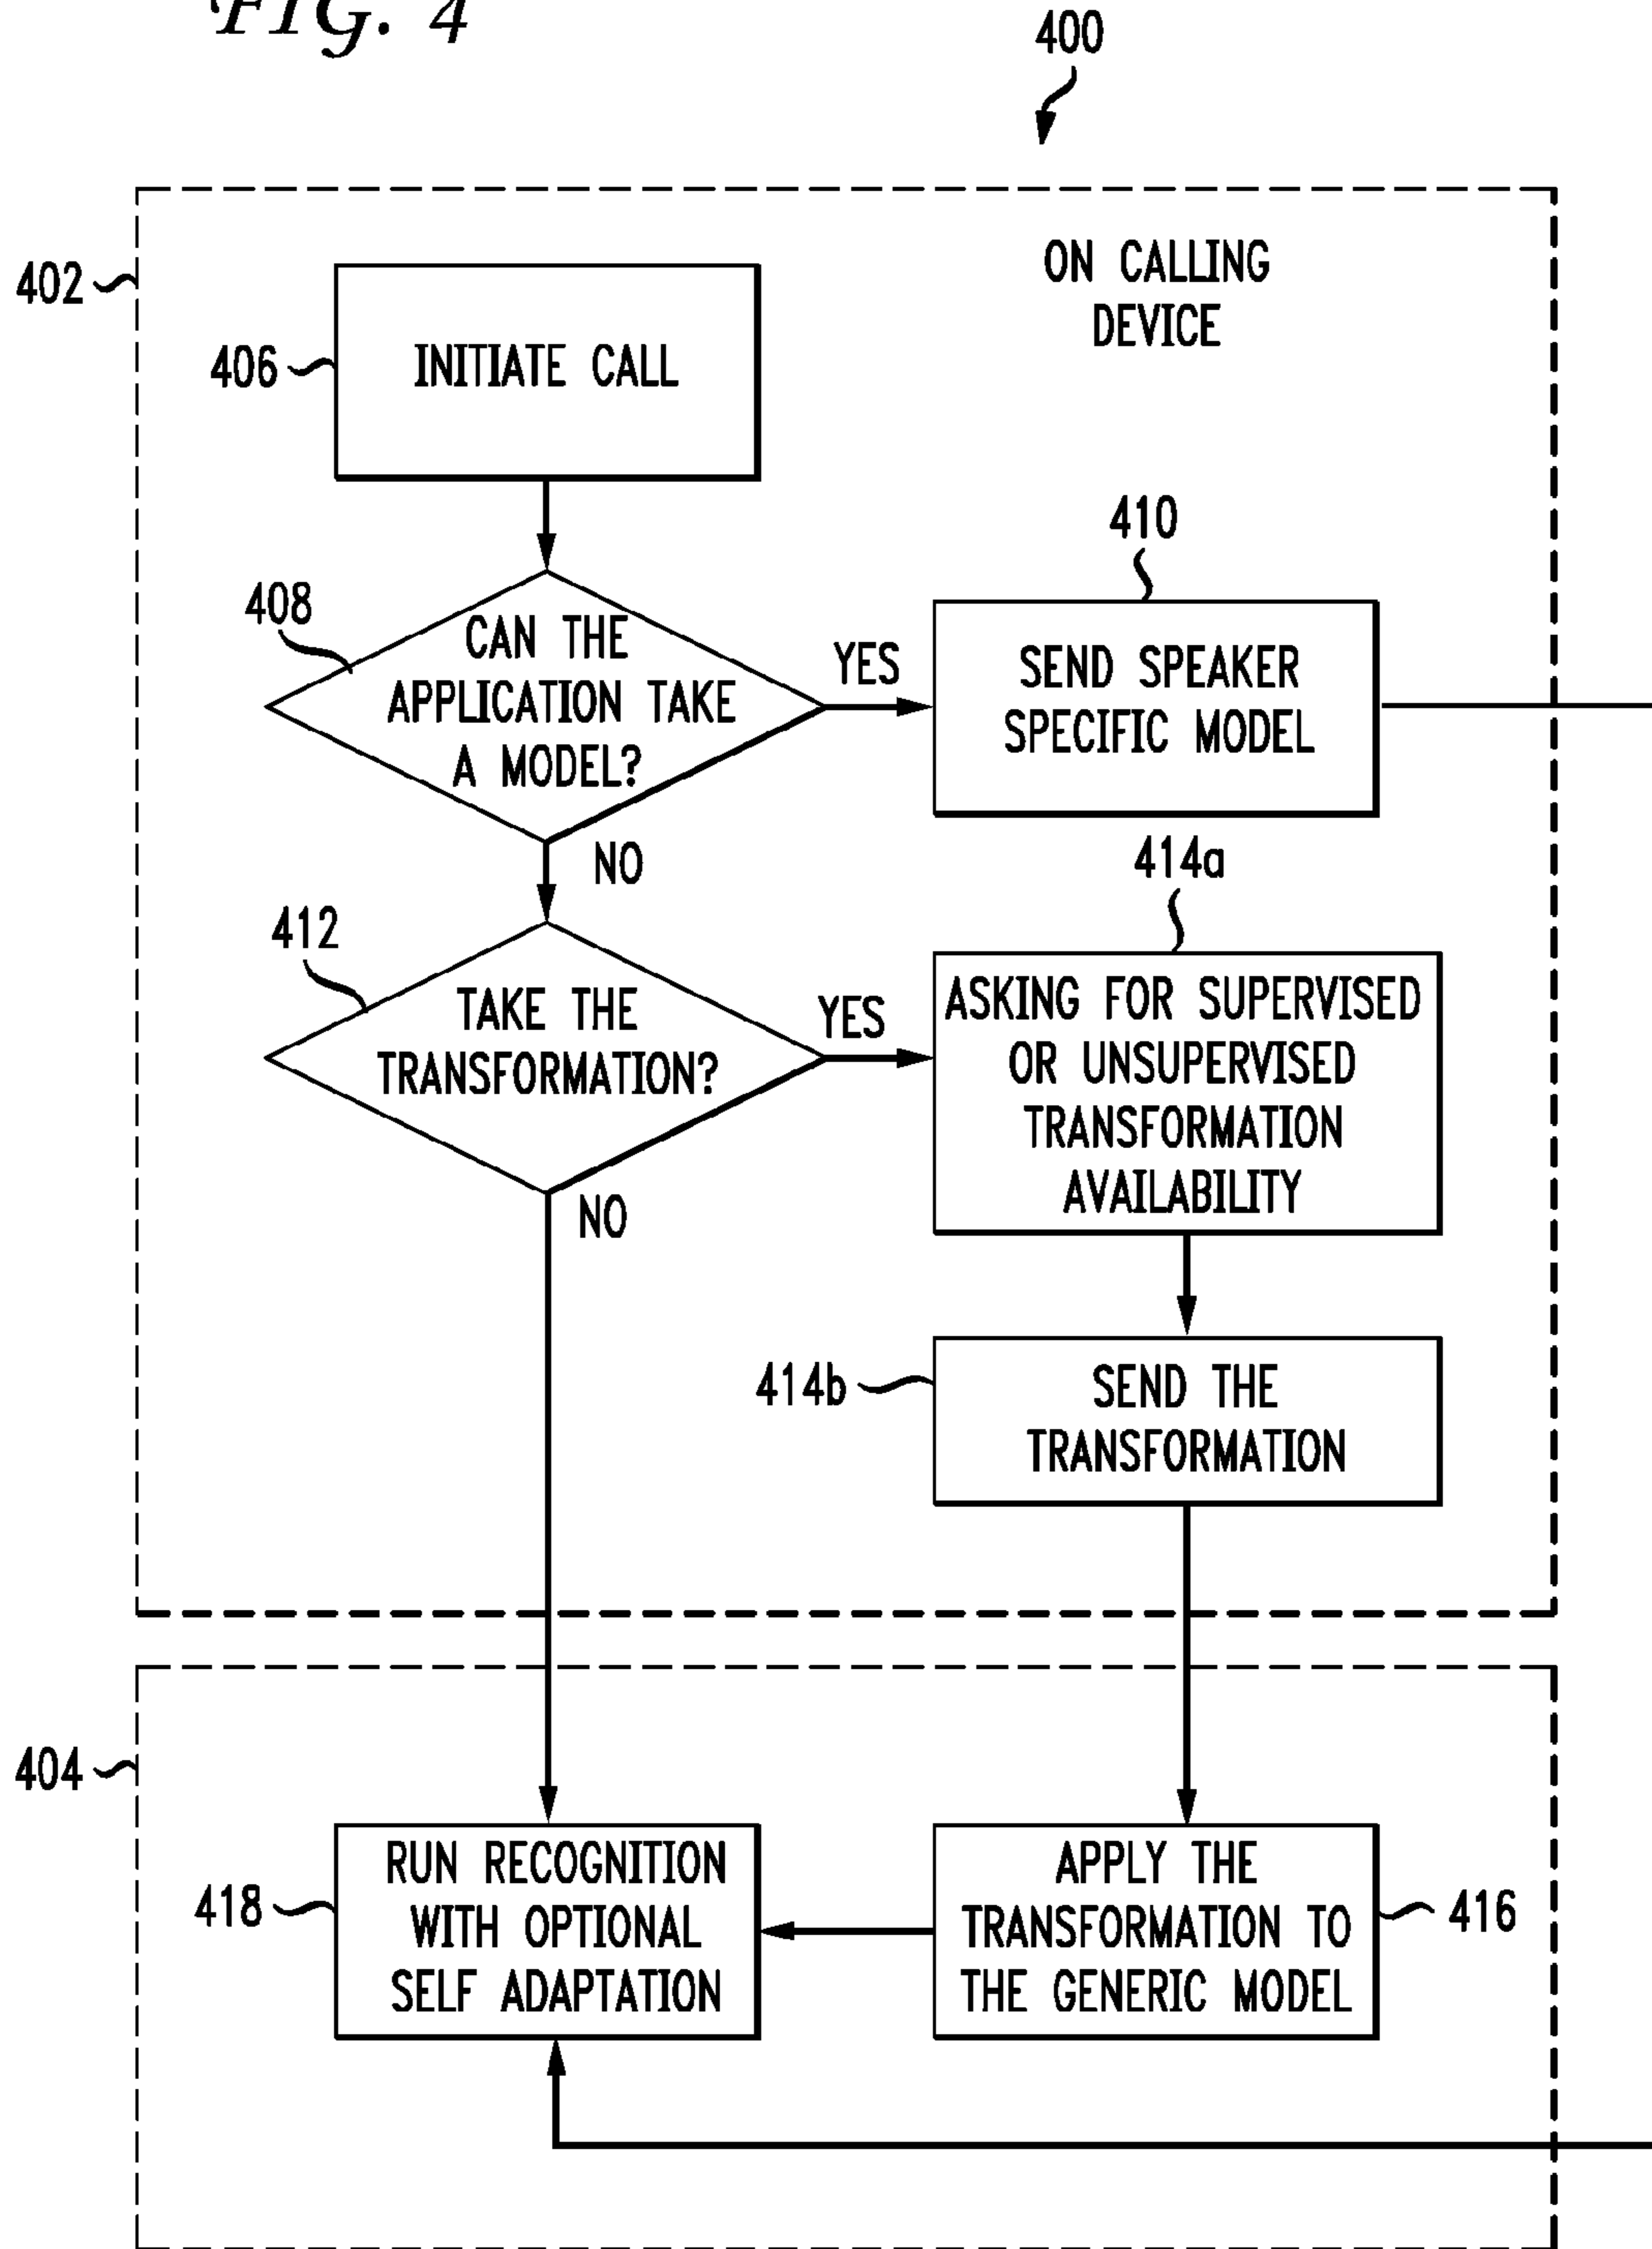 FIG. 4
400
402
ON CALLING
DEVICE
406
INITIATE CALL
410
408
CAN THE
APPLICATION TAKE
A MODEL?
YES
SEND SPEAKER
SPECIFIC MODEL
NO
414a
412
TAKE THE
TRANSFORMATION?
YES
ASKING FOR SUPERVISED
OR UNSUPERVISED
TRANSFORMATION
AVAILABILITY
NO
414b
SEND THE
TRANSFORMATION
404
418
RUN RECOGNITION
WITH OPTIONAL
SELF ADAPTATION
APPLY THE
TRANSFORMATION TO
THE GENERIC MODEL
416